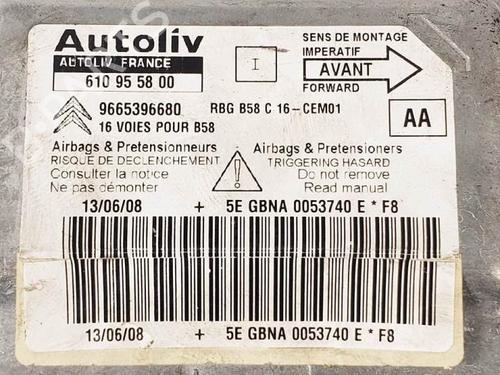 Autoliv
AUTOLIV FRANCE
610 95 58 00
I
SENS DE MONTAGE
IMPERATIF
AVANT
FORWARD
9665396680 RBG B58 C 16-CEM01
16 VOIES POUR B58
AA
Airbags & Pretensionneurs
RISQUE DE DECLENCHEMENT
Consulter la notice
Ne pas démonter
Airbags & Pretensioners
TRIGGERING HASARD
Do not remove
Read manual
13/06/08 + 5E GBNA 0053740 E * F8
13/06/08 + 5E GBNA 0053740 E * F8